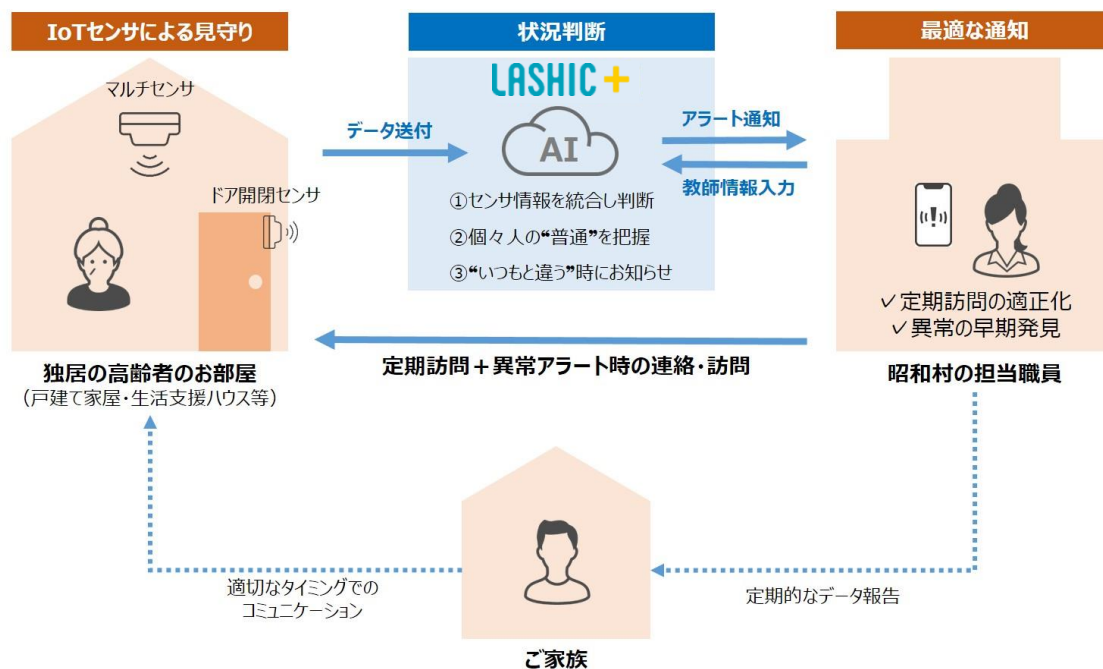 IoTセンサによる見守り
状況判断
最適な通知
マルチセンサ
ドア開閉センサ
データ送付
LASHIC+
AI
①センサ情報を統合し判断
②個々人の“普通”を把握
③“いつもと違う”時にお知らせ
アラート通知
教師情報入力
✓定期訪問の適正化
✓異常の早期発見
独居の高齢者のお部屋
（戸建て家屋・生活支援ハウス等）
定期訪問＋異常アラート時の連絡・訪問
昭和村の担当職員
適切なタイミングでの
コミュニケーション
定期的なデータ報告
ご家族